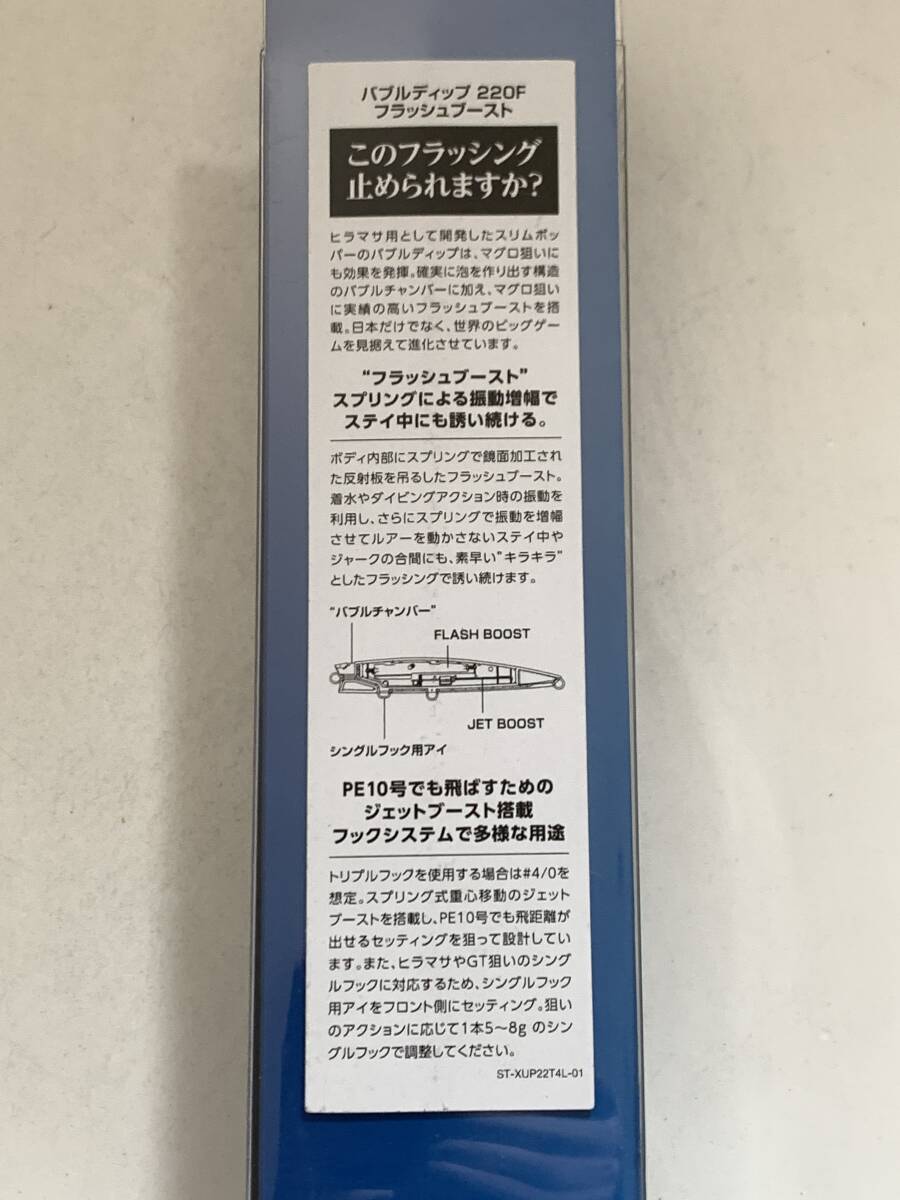 バブルディップ 220F
フラッシュブースト
このフラッシング
止められますか?
ヒラマサ用として開発したスリムポッ
パーのバブルディップは、マグロ狙いに
も効果を発揮。確実に泡を作り出す構造
のバブルチャンバーに加え、マグロ狙い
に実績の高いフラッシュブーストを搭
載。日本だけでなく、世界のビッグゲー
ムを見据えて進化させています。
“フラッシュブースト”
スプリングによる振動増幅で
ステイ中にも誘い続ける。
ボディ内部にスプリングで鏡面加工され
た反射板を吊るしたフラッシュブースト。
着水やダイビングアクション時の振動を
利用し、さらにスプリングで振動を増幅
させてルアーを動かさないステイ中や
ジャークの合間にも、素早い“キラキラ”
としたフラッシングで誘い続けます。
“バブルチャンバー”
FLASH BOOST
JET BOOST
シングルフック用アイ
PE10号でも飛ばすための
ジェットブースト搭載
フックシステムで多様な用途
トリプルフックを使用する場合は#4/0を
想定。スプリング式重心移動のジェット
ブーストを搭載し、PE10号でも飛距離が
出せるセッティングを狙って設計してい
ます。また、ヒラマサやGT狙いのシング
ルフックに対応するため、シングルフック
用アイをフロント側にセッティング。狙い
のアクションに応じて1本5～8g のシン
グルフックで調整してください。
ST-XUP22T4L-01